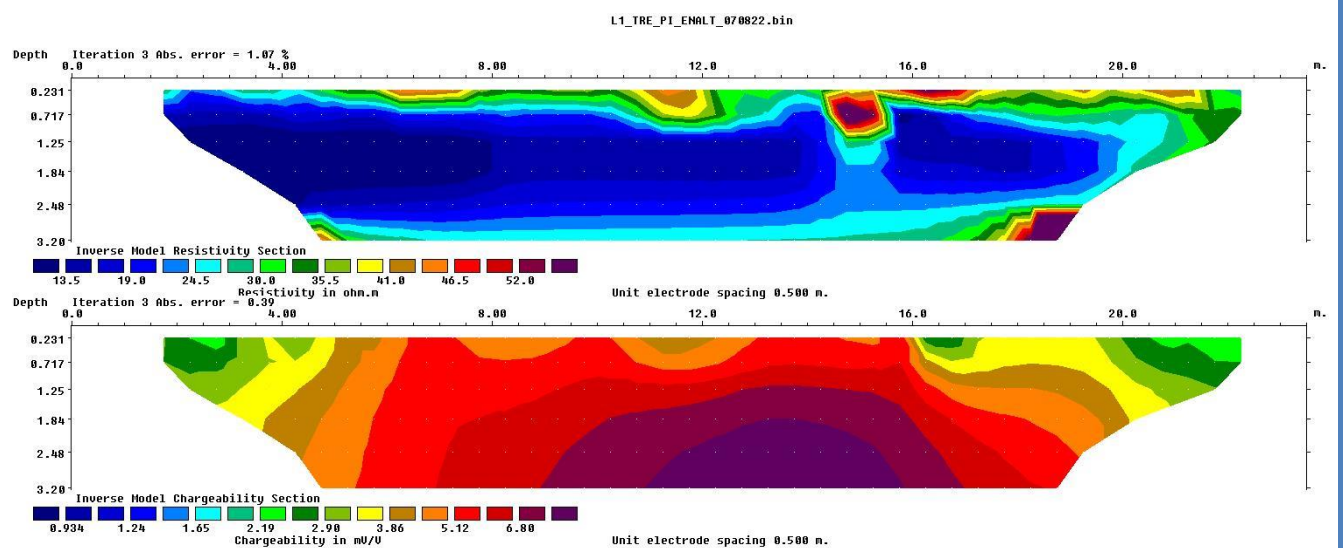 L1_TRE_PI_ENALT_070822.bin
Depth Iteration 3 Abs. error = 1.07 %
0.0 4.00 8.00 12.0 16.0 20.0 m.
0.231
0.717
1.25
1.84
2.48
3.20
Inverse Model Resistivity Section
13.5 19.0 24.5 30.0 35.5 41.0 46.5 52.0
Resistivity in ohm.m Unit electrode spacing 0.500 m.
Depth Iteration 3 Abs. error = 0.39
0.0 4.00 8.00 12.0 16.0 20.0 m.
0.231
0.717
1.25
1.84
2.48
3.20
Inverse Model Chargeability Section
0.934 1.24 1.65 2.19 2.90 3.86 5.12 6.80
Chargeability in mV/V Unit electrode spacing 0.500 m.